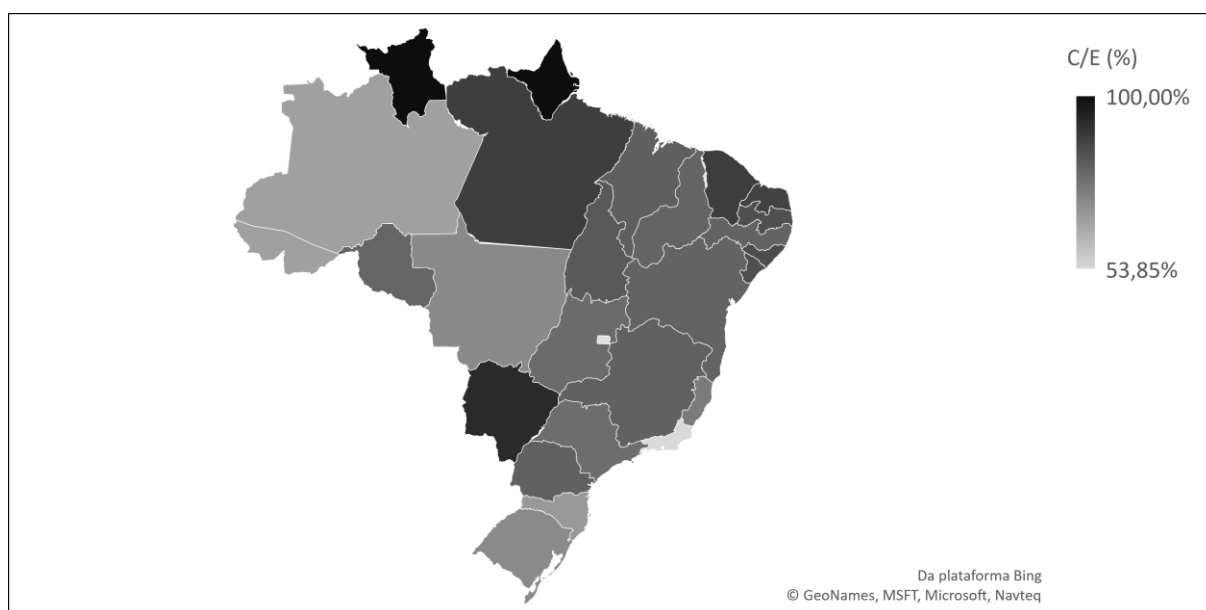 C/E (%)
100,00%
53,85%
Da plataforma Bing
© GeoNames, MSFT, Microsoft, Navteq